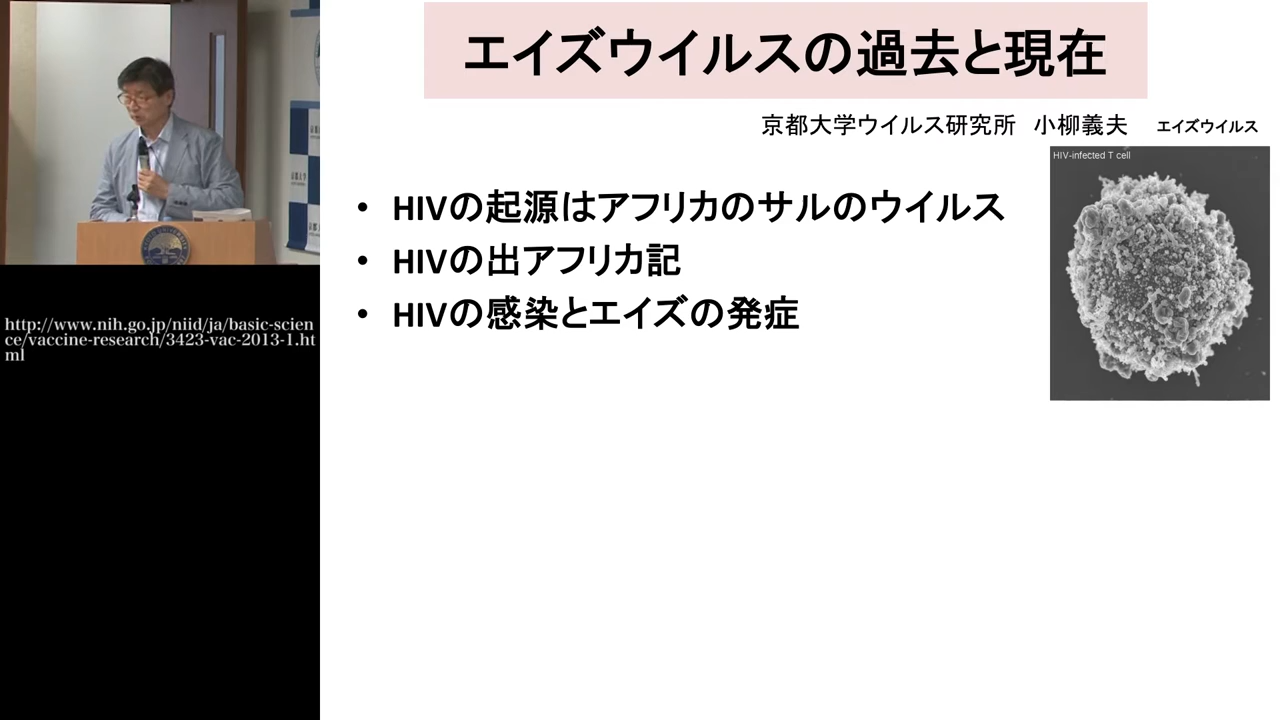 エイズウイルスの過去と現在
京都大学ウイルス研究所 小柳義夫
エイズウイルス
HIV-infected T cell
• HIVの起源はアフリカのサルのウイルス
• HIVの出アフリカ記
• HIVの感染とエイズの発症
http://www.nih.go.jp/niid/ja/basic-scien
ce/vaccine-research/3423-vac-2013-1.ht
ml